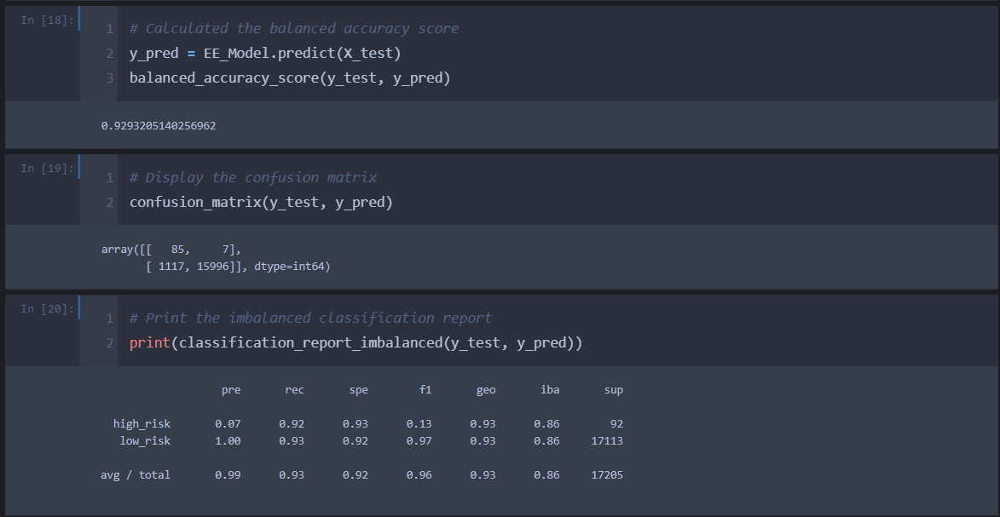 In [18]:
1 # Calculated the balanced accuracy score
2 y_pred = EE_Model.predict(X_test)
3 balanced_accuracy_score(y_test, y_pred)
0.9293205140256962
In [19]:
1 # Display the confusion matrix
2 confusion_matrix(y_test, y_pred)
array([[   85,     7],
       [ 1117, 15996]], dtype=int64)
In [20]:
1 # Print the imbalanced classification report
2 print(classification_report_imbalanced(y_test, y_pred))
pre rec spe f1 geo iba sup
high_risk 0.07 0.92 0.93 0.13 0.93 0.86 92
low_risk 1.00 0.93 0.92 0.97 0.93 0.86 17113
avg / total 0.99 0.93 0.92 0.96 0.93 0.86 17205